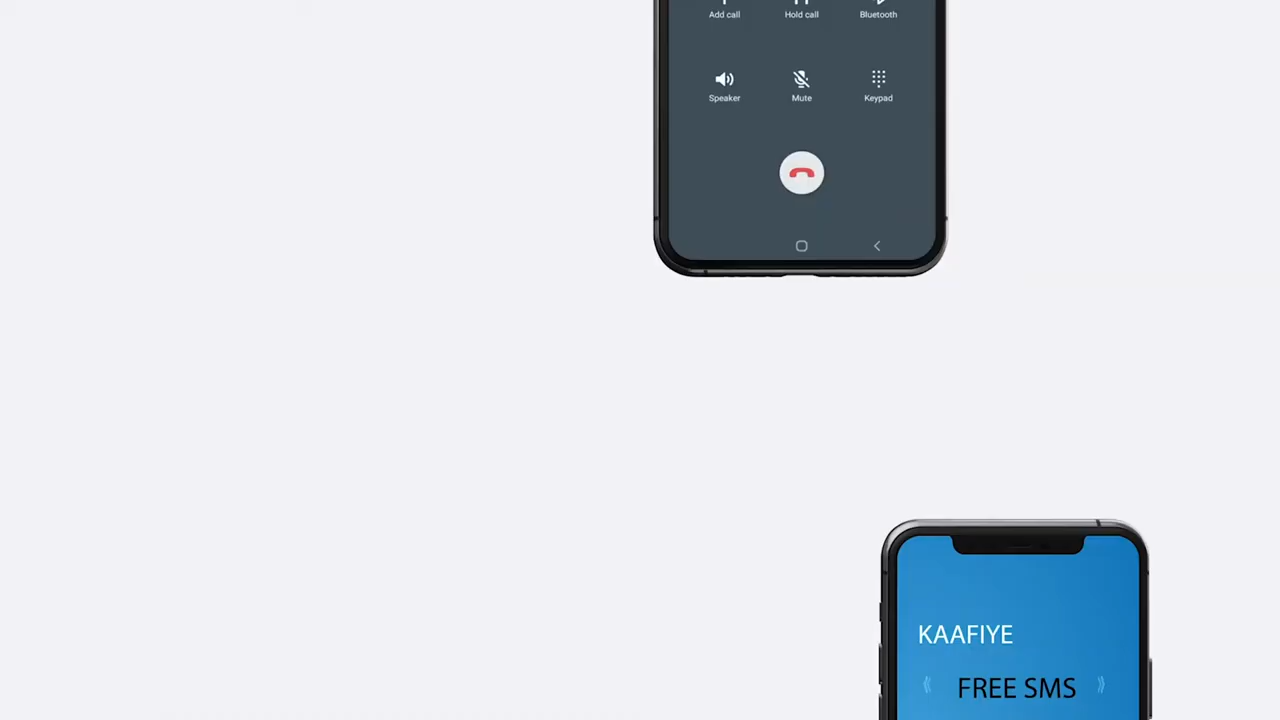 Add call Hold call Bluetooth
Speaker Mute Keypad
KAAFIYE
FREE SMS